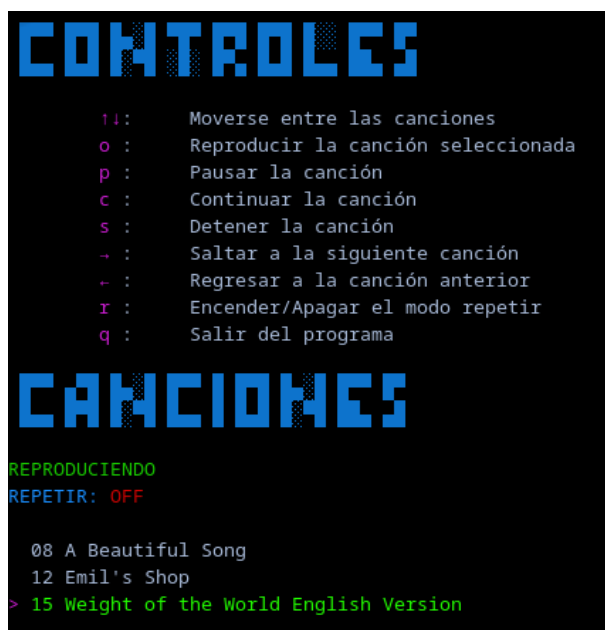 CONTROLES
↑↓: Moverse entre las canciones
o : Reproducir la canción seleccionada
p : Pausar la canción
c : Continuar la canción
s : Detener la canción
→ : Saltar a la siguiente canción
← : Regresar a la canción anterior
r : Encender/Apagar el modo repetir
q : Salir del programa
CANCIONES
REPRODUCIENDO
REPETIR: OFF
08 A Beautiful Song
12 Emil's Shop
> 15 Weight of the World English Version